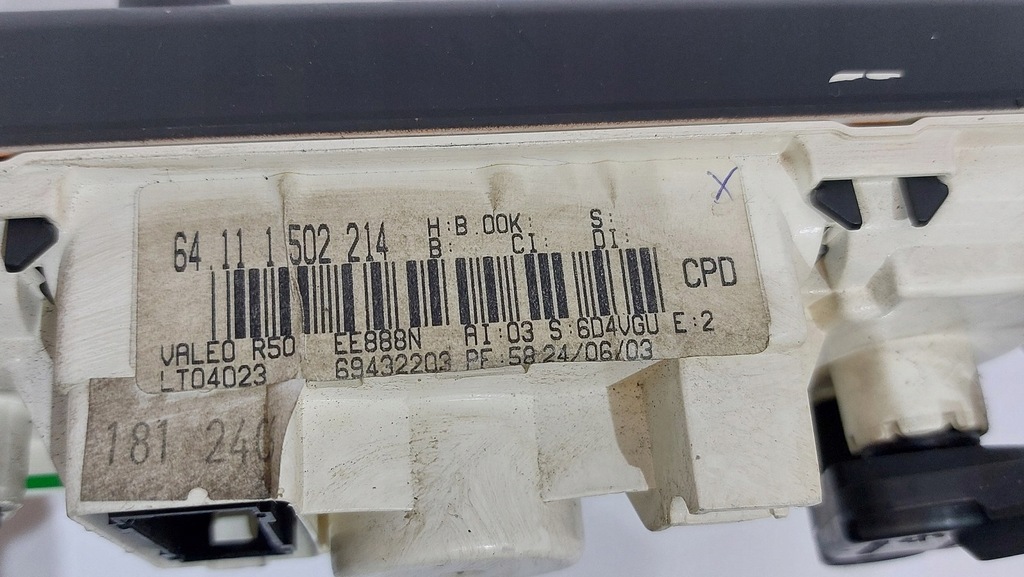 64 11 1 502 214 H:B 00K: S:
B: CI: DI:
CPD
VALEO R50 EE888N AI:03 S:6D4VGU E:2
LT04023 69432203 PF:58 24/06/03
181 240
X